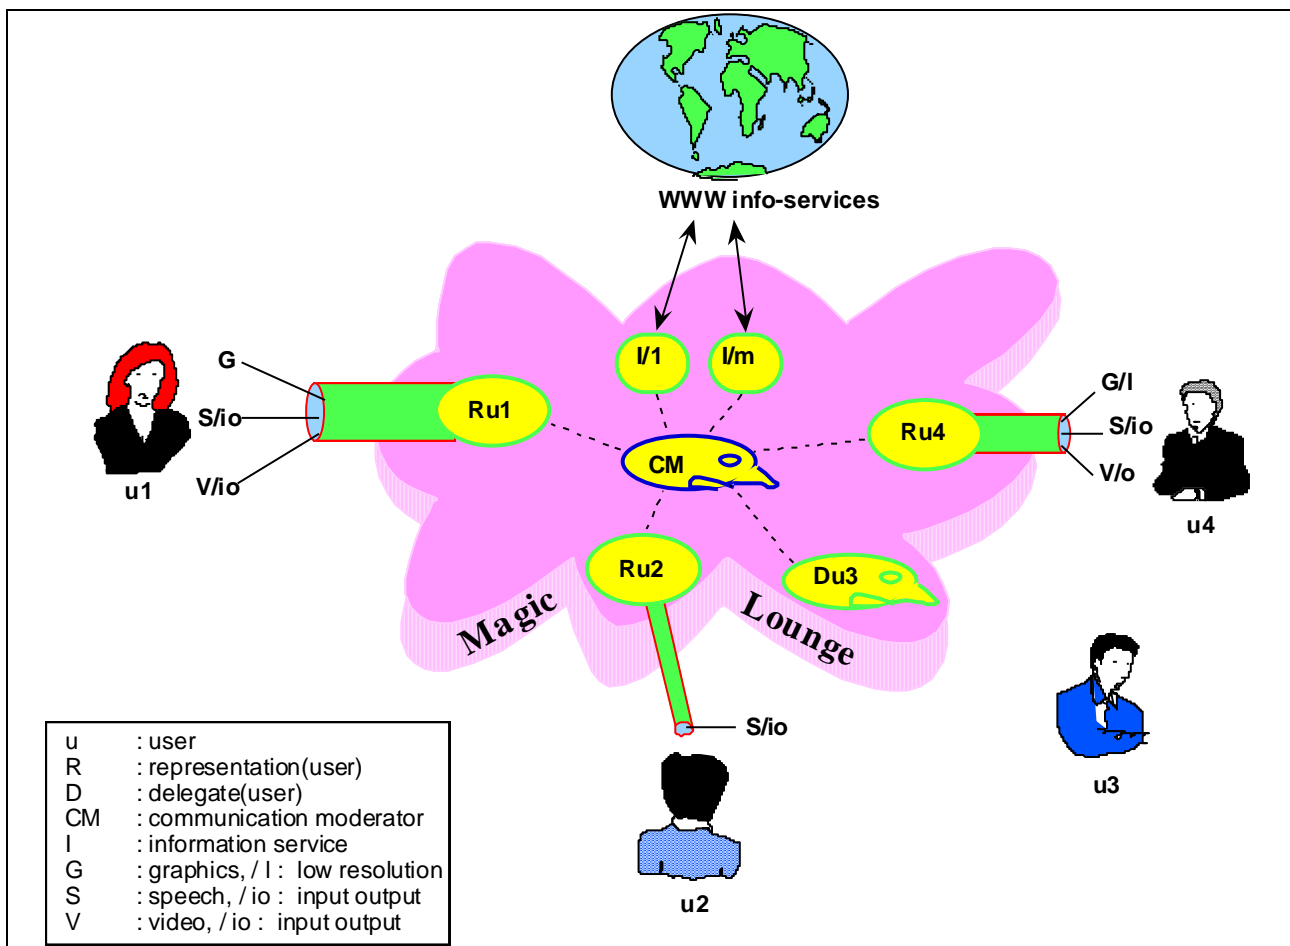 WWW info-services
I/1
I/m
G
S/io
V/io
u1
Ru1
CM
Ru4
G/l
S/io
V/o
u4
Ru2
Du3
Magic
Lounge
S/io
u3
u2
u : user
R : representation(user)
D : delegate(user)
CM : communication moderator
I : information service
G : graphics, / l : low resolution
S : speech, / io : input output
V : video, / io : input output